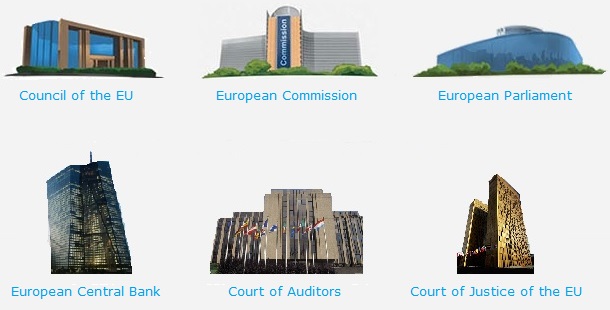 Commission
Council of the EU
European Commission
European Parliament
European Central Bank
Court of Auditors
Court of Justice of the EU